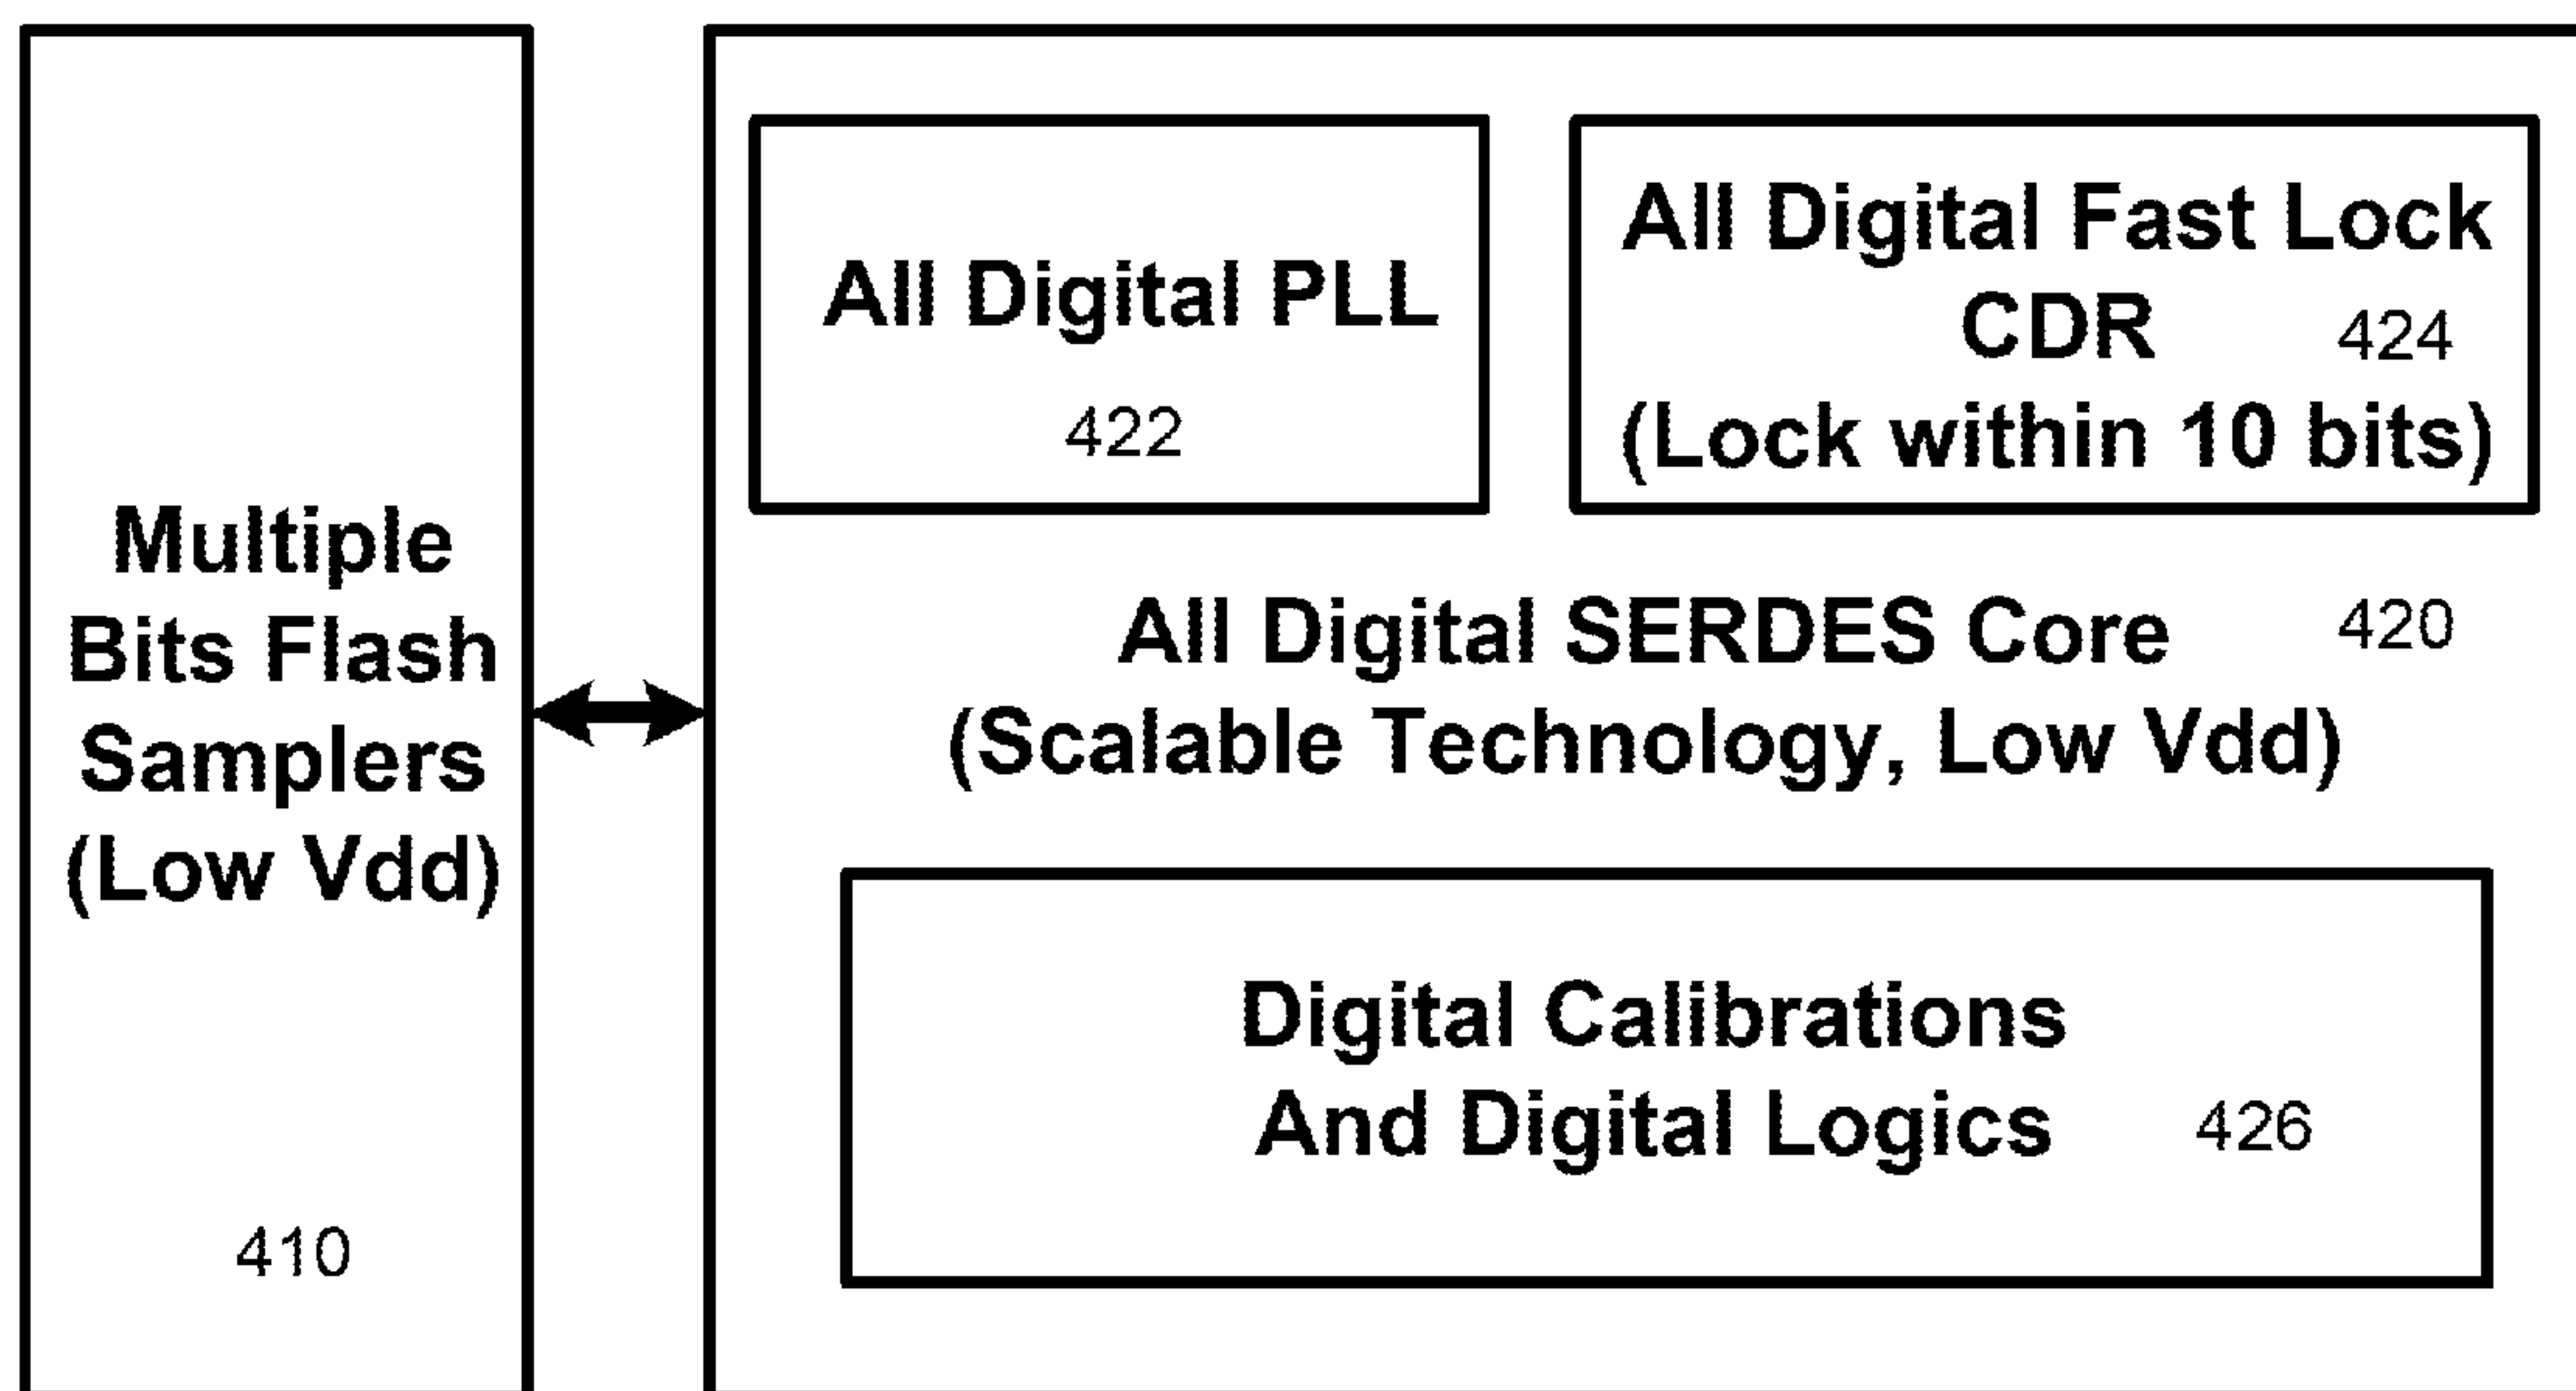 Multiple
Bits Flash
Samplers
(Low Vdd)
410
All Digital PLL
422
All Digital Fast Lock
CDR 424
(Lock within 10 bits)
All Digital SERDES Core 420
(Scalable Technology, Low Vdd)
Digital Calibrations
And Digital Logics 426